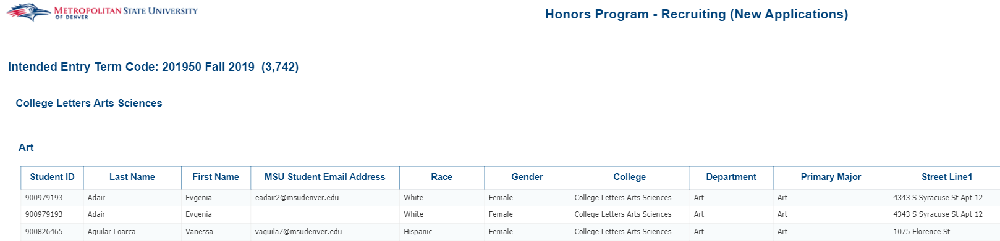 METROPOLITAN STATE UNIVERSITY
OF DENVER
Honors Program - Recruiting (New Applications)
Intended Entry Term Code: 201950 Fall 2019 (3,742)
College Letters Arts Sciences
Art
Student ID Last Name First Name MSU Student Email Address Race Gender College Department Primary Major Street Line1
900979193 Adair Evgenia eadair2@msudenver.edu White Female College Letters Arts Sciences Art Art 4343 S Syracuse St Apt 12
900979193 Adair Evgenia White Female College Letters Arts Sciences Art Art 4343 S Syracuse St Apt 12
900826465 Aguilar Loarca Vanessa vaguila7@msudenver.edu Hispanic Female College Letters Arts Sciences Art Art 1075 Florence St